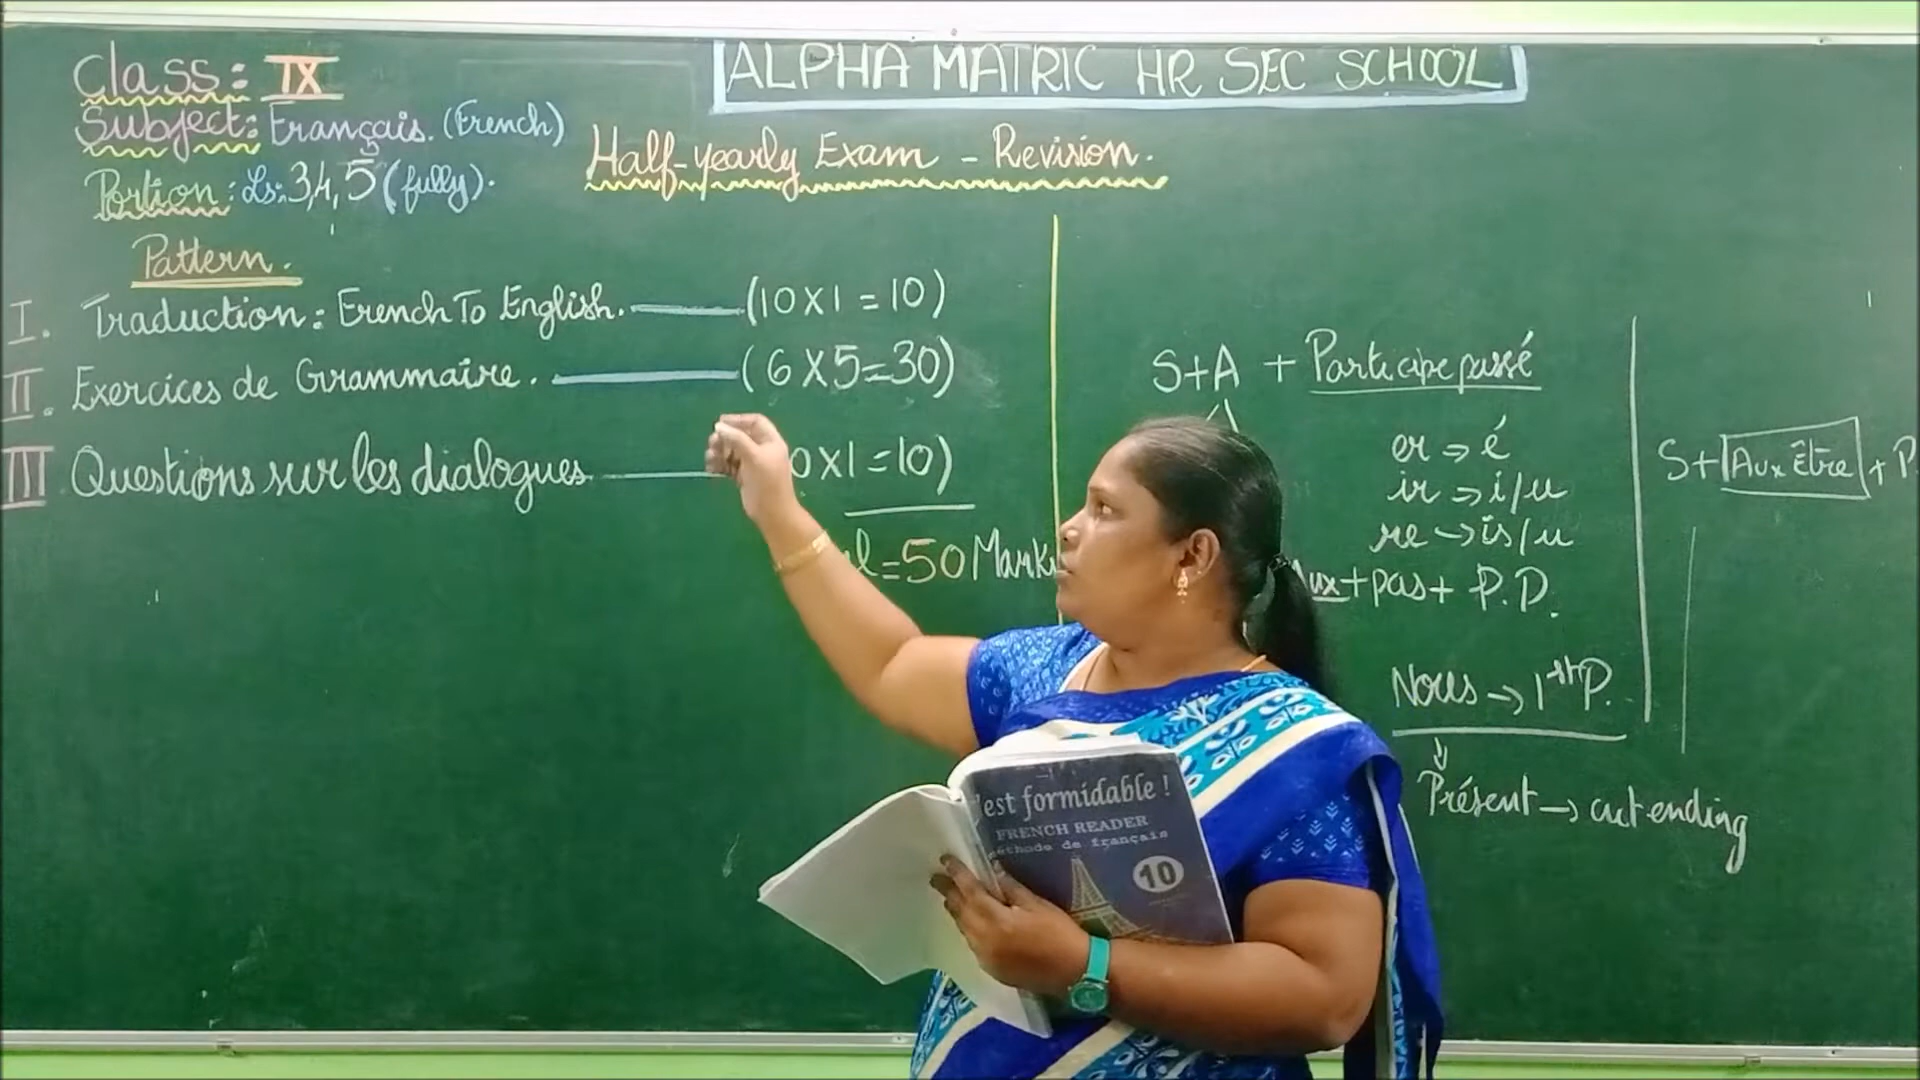 ALPHA MATRIC HR SEC SCHOOL
Class: IX
Subject: Français. (French)
Portion: Ls: 3,4,5 (fully).
Half-yearly Exam - Revision.
Pattern.
I. Traduction: French To English. (10X1=10)
II. Exercices de Grammaire. (6X5=30)
III Questions sur les dialogues 0X1=10)
=50 Marks
S+A + Participe passé
er → é
ir → i/u
re → is/u
+pas+ P.P.
Nous → 1st P.
Présent → cut ending
S+ Aux Être + P
est formidable !
FRENCH READER
de français
10